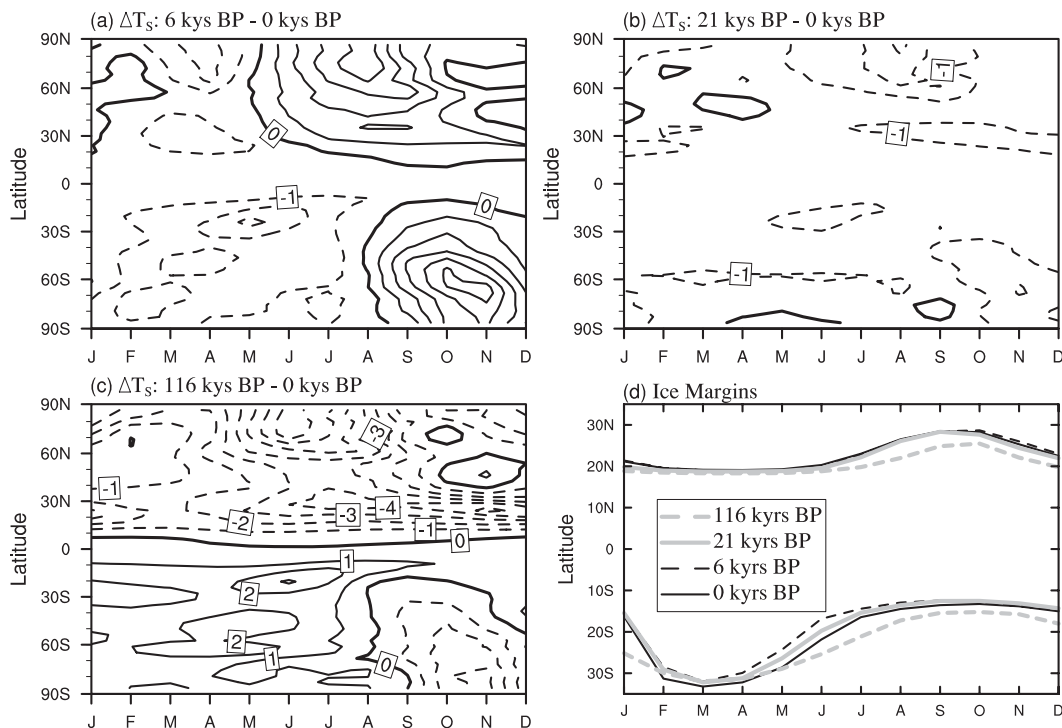 (a) ΔTS: 6 kys BP - 0 kys BP
90N
60N
30N
0
30S
60S
90S
Latitude
0
-1
0
J F M A M J J A S O N D
(b) ΔTS: 21 kys BP - 0 kys BP
90N
60N
30N
0
30S
60S
90S
Latitude
-1
-1
-1
J F M A M J J A S O N D
(c) ΔTS: 116 kys BP - 0 kys BP
90N
60N
30N
0
30S
60S
90S
Latitude
-3
-1
-2
-3
-4
-1
0
1
2
2
1
0
0
J F M A M J J A S O N D
(d) Ice Margins
30N
20N
10N
0
10S
20S
30S
Latitude
116 kyrs BP
21 kyrs BP
6 kyrs BP
0 kyrs BP
J F M A M J J A S O N D